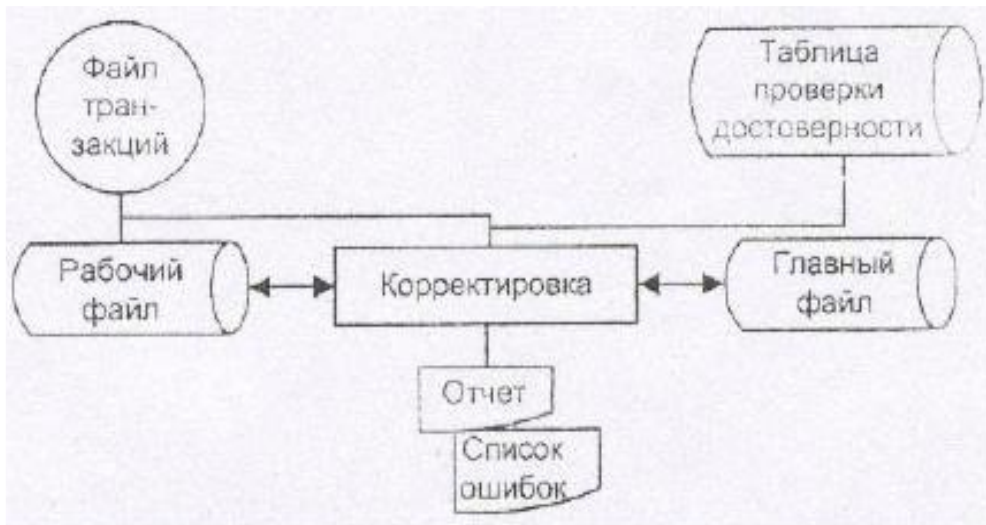 Файл
тран-
закций
Таблица
проверки
достоверности
Рабочий
файл
Корректировка
Главный
файл
Отчет
Список
ошибок